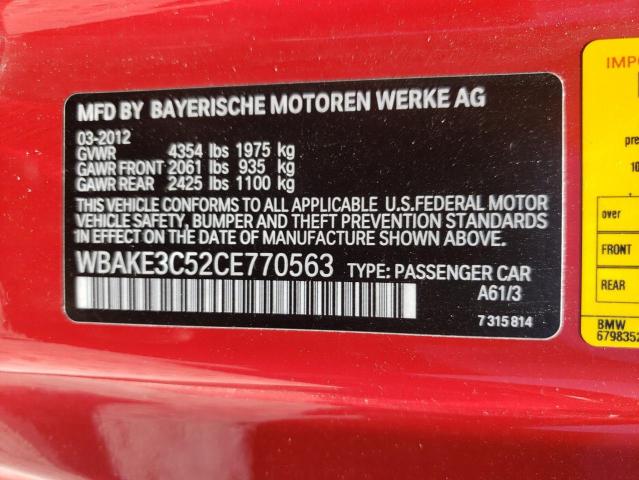 MFD BY BAYERISCHE MOTOREN WERKE AG
03-2012
GVWR 4354 lbs 1975 kg
GAWR FRONT 2061 lbs 935 kg
GAWR REAR 2425 lbs 1100 kg
THIS VEHICLE CONFORMS TO ALL APPLICABLE U.S.FEDERAL MOTOR
VEHICLE SAFETY, BUMPER AND THEFT PREVENTION STANDARDS
IN EFFECT ON THE DATE OF MANUFACTURE SHOWN ABOVE.
WBAKE3C52CE770563 TYPE: PASSENGER CAR
A61/3
7 315 814
over
FRONT
REAR
BMW